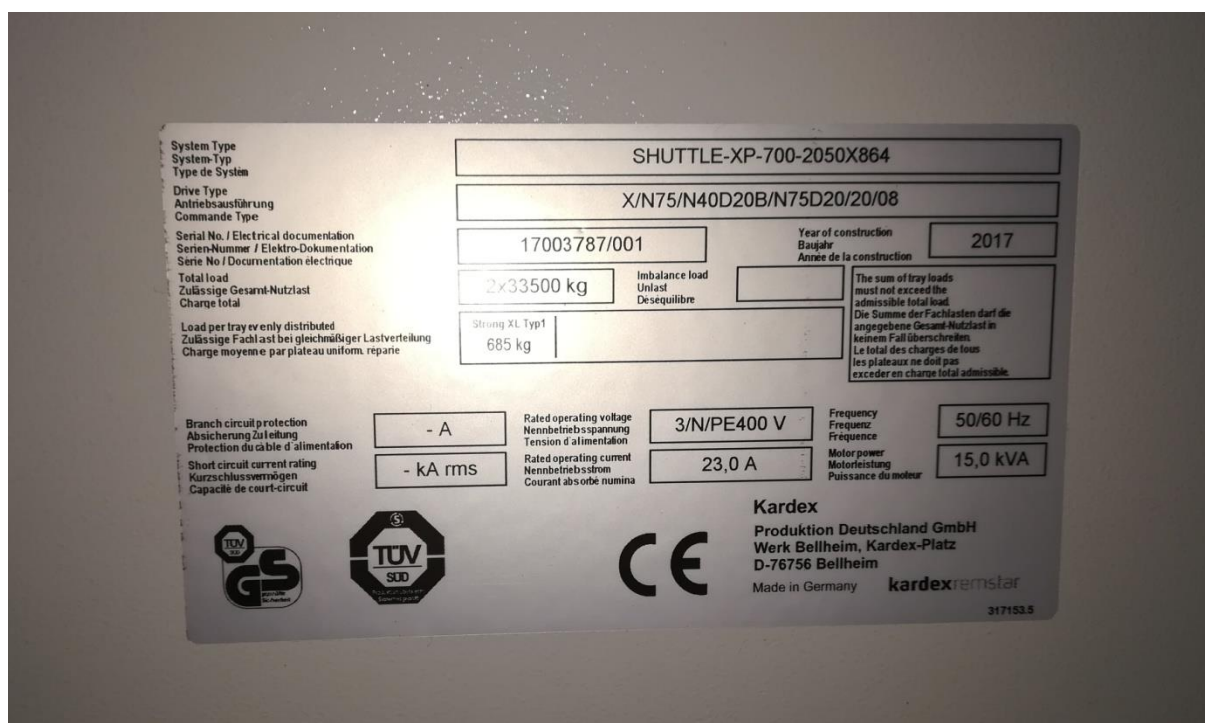 System Type
System-Typ
Type de Systém
SHUTTLE-XP-700-2050X864
Drive Type
Antriebsausführung
Commande Type
X/N75/N40D20B/N75D20/20/08
Serial No. / Electrical documentation
Serien-Nummer / Elektro-Dokumentation
Série No / Documentation électrique
17003787/001
Year of construction
Baujahr
Année de la construction
2017
Total load
Zulässige Gesamt-Nutzlast
Charge total
2x33500 kg
Imbalance load
Unlast
Déséquilibre
The sum of tray loads
must not exceed the
admissible total load.
Die Summe der Fachlasten darf die
angegebene Gesamt-Nutzlast in
keinem Fall überschreiten.
Le total des charges de tous
les plateaux ne doit pas
exceder en charge total admissible.
Load per tray evenly distributed
Zulässige Fachlast bei gleichmäßiger Lastverteilung
Charge moyenne par plateau uniform. réparie
Strong XL Typ1
685 kg
Branch circuit protection
Absicherung Zuleitung
Protection du câble d'alimentation
- A
Rated operating voltage
Nennbetriebsspannung
Tension d'alimentation
3/N/PE400 V
Frequency
Frequenz
Fréquence
50/60 Hz
Short circuit current rating
Kurzschlussvermögen
Capacité de court-circuit
- kA rms
Rated operating current
Nennbetriebsstrom
Courant absorbé numina
23,0 A
Motor power
Motorleistung
Puissance du moteur
15,0 kVA
TÜV
GS
geprüfte
Sicherheit
S
TÜV
SÜD
CE
Kardex
Produktion Deutschland GmbH
Werk Bellheim, Kardex-Platz
D-76756 Bellheim
Made in Germany
kardexremstar
317153.5